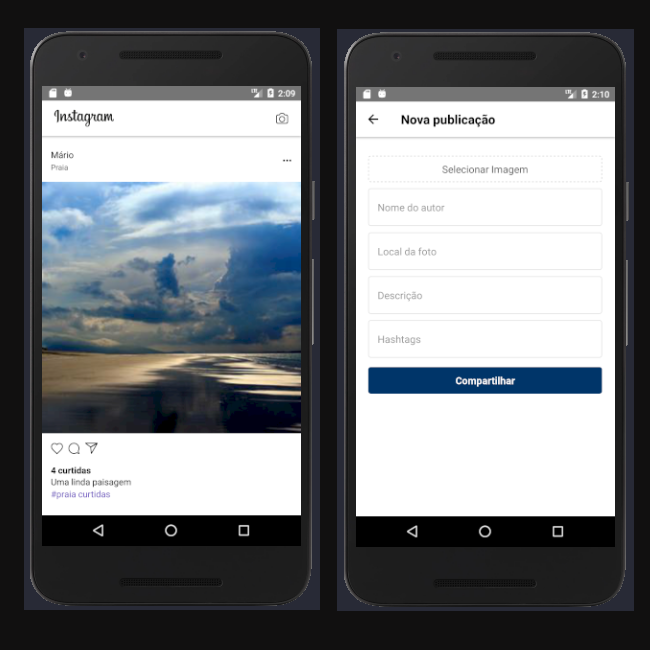 2:09
Instagram
Mário
Praia
4 curtidas
Uma linda paisagem
#praia curtidas
2:10
Nova publicação
Selecionar Imagem
Nome do autor
Local da foto
Descrição
Hashtags
Compartilhar